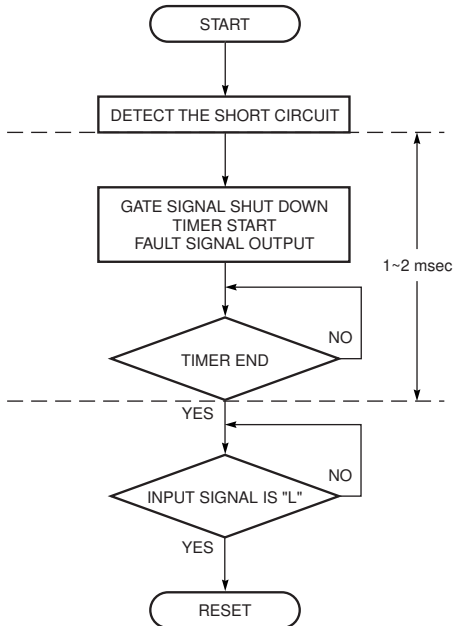 START
DETECT THE SHORT CIRCUIT
GATE SIGNAL SHUT DOWN
TIMER START
FAULT SIGNAL OUTPUT
1~2 msec
NO
TIMER END
YES
NO
INPUT SIGNAL IS "L"
YES
RESET